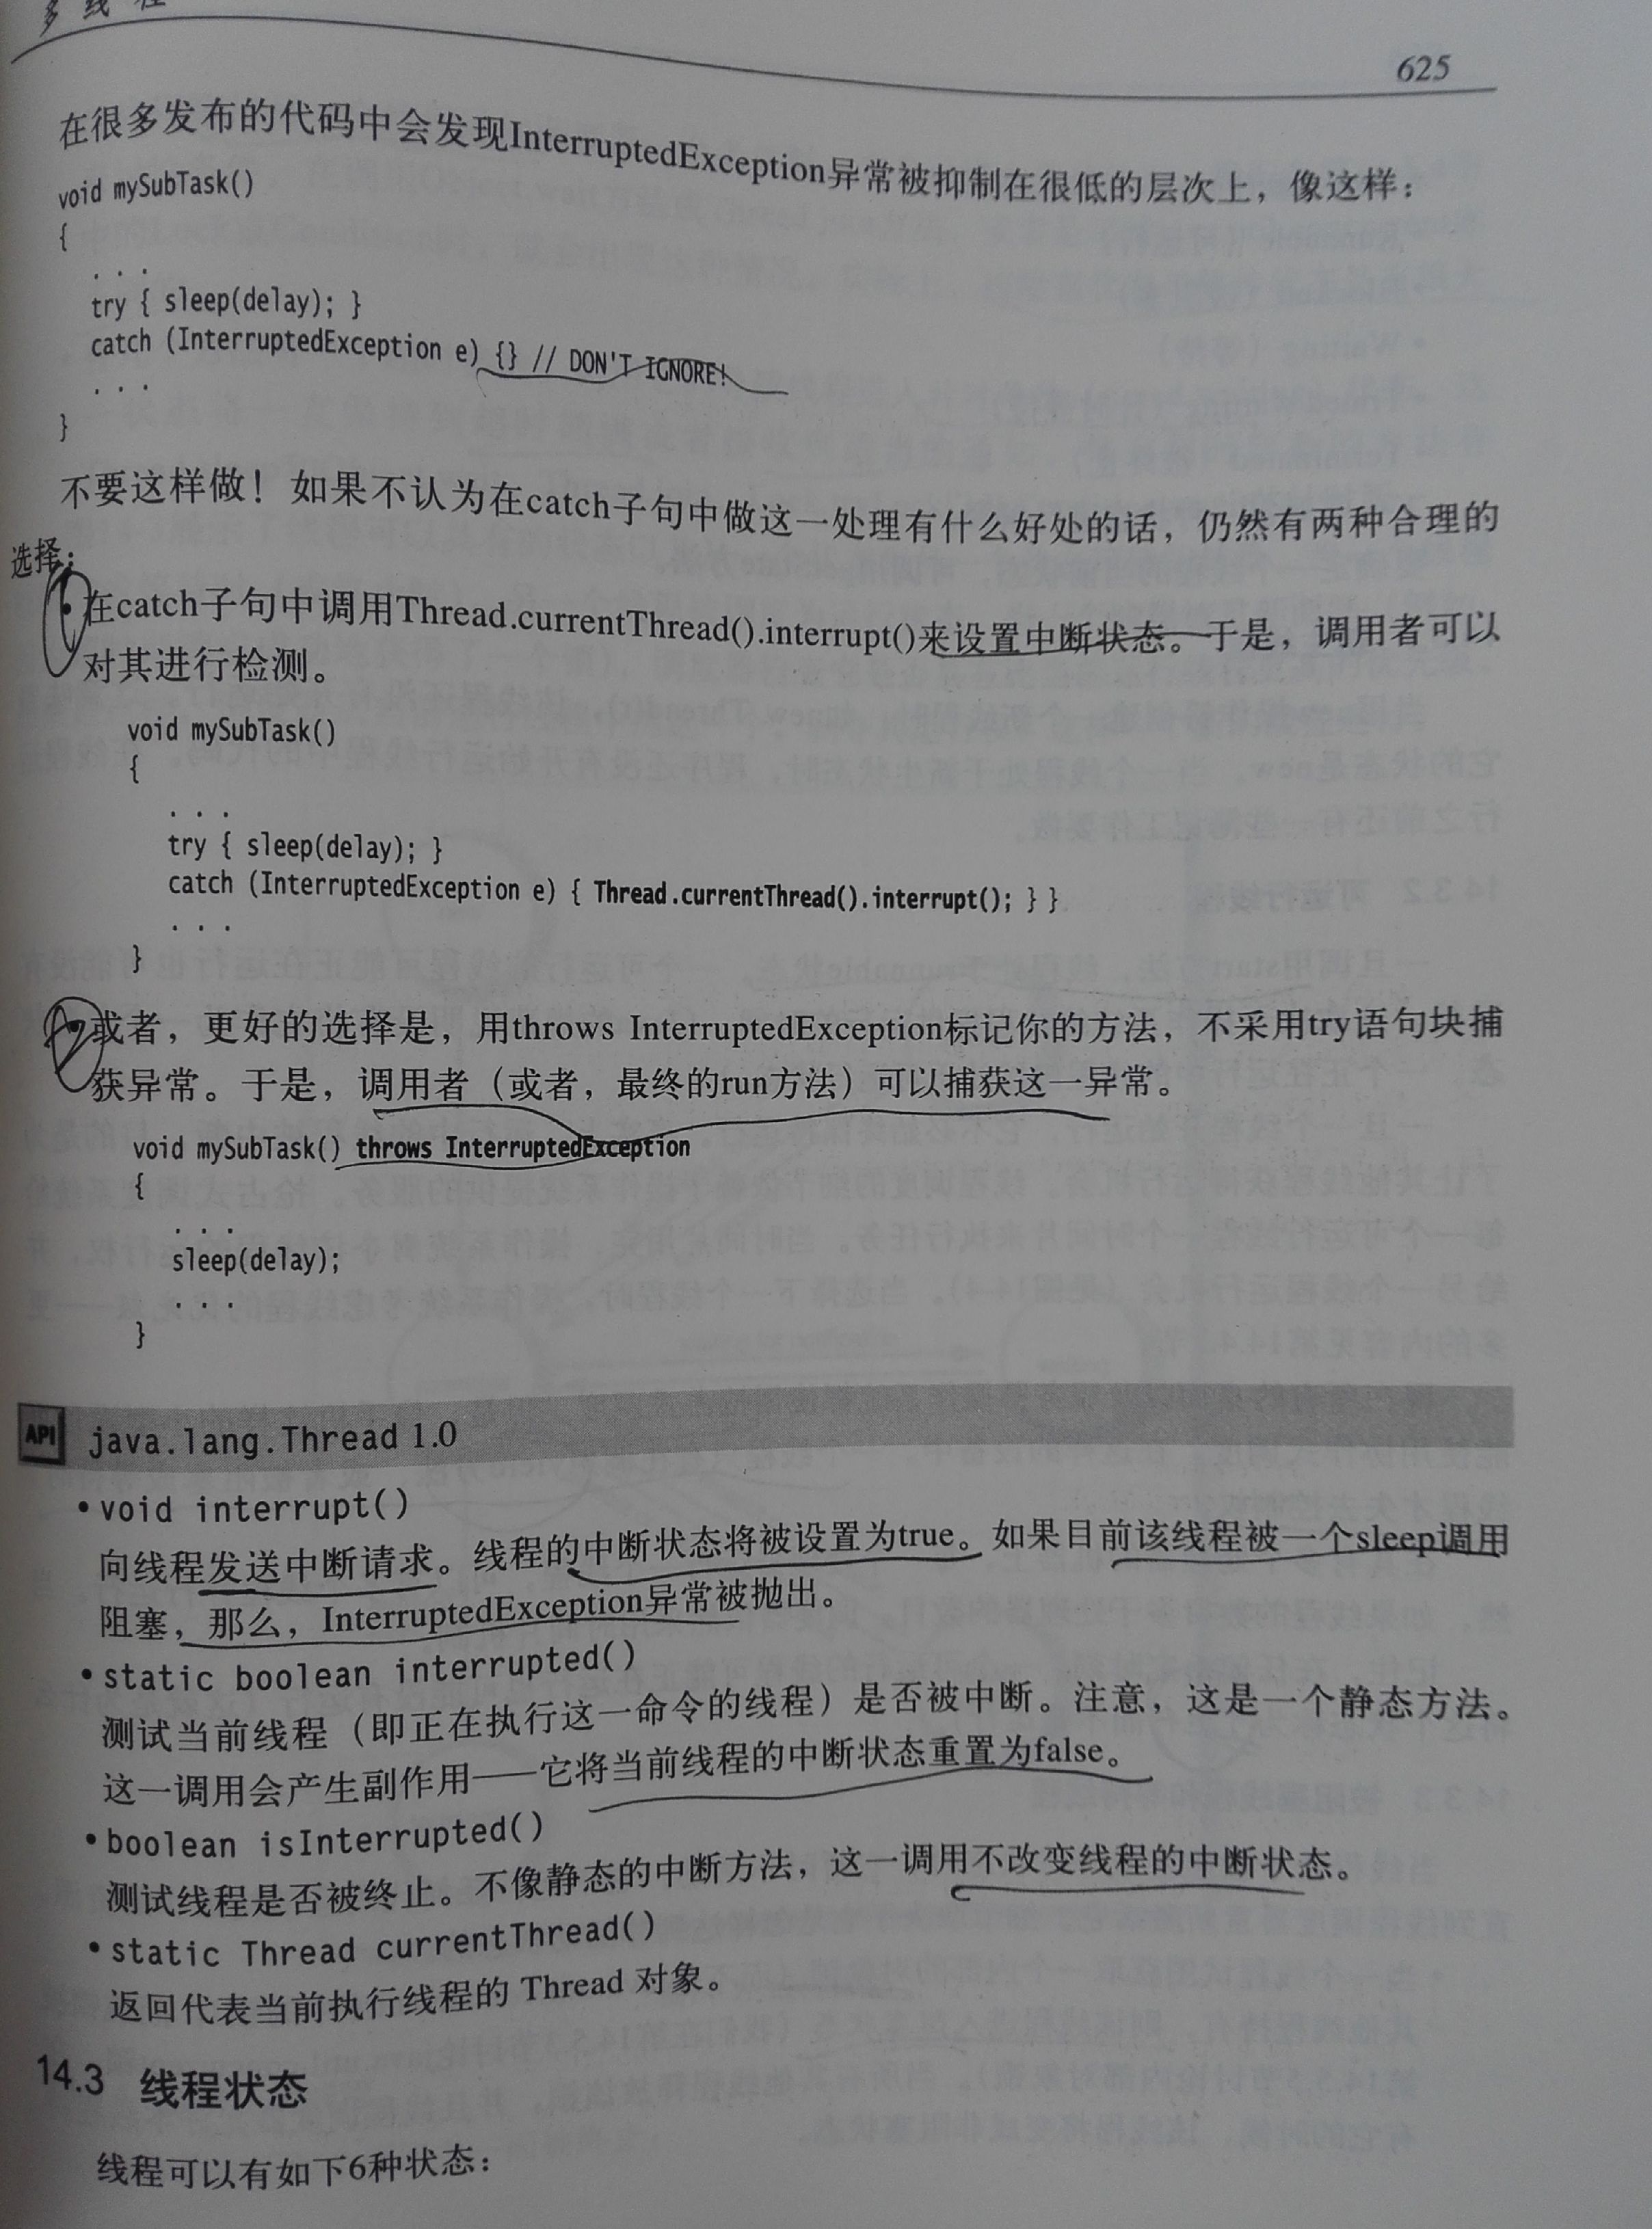 多线程
625
在很多发布的代码中会发现InterruptedException异常被抑制在很低的层次上，像这样：
void mySubTask()
{
. . .
try { sleep(delay); }
catch (InterruptedException e) {} // DON'T IGNORE!
. . .
}
不要这样做！如果不认为在catch子句中做这一处理有什么好处的话，仍然有两种合理的
选择：
• 在catch子句中调用Thread.currentThread().interrupt()来设置中断状态。于是，调用者可以
对其进行检测。
void mySubTask()
{
. . .
try { sleep(delay); }
catch (InterruptedException e) { Thread.currentThread().interrupt(); } }
. . .
}
• 或者，更好的选择是，用throws InterruptedException标记你的方法，不采用try语句块捕
获异常。于是，调用者（或者，最终的run方法）可以捕获这一异常。
void mySubTask() throws InterruptedException
{
. . .
sleep(delay);
. . .
}
API java.lang.Thread 1.0
• void interrupt()
向线程发送中断请求。线程的中断状态将被设置为true。如果目前该线程被一个sleep调用
阻塞，那么，InterruptedException异常被抛出。
• static boolean interrupted()
测试当前线程（即正在执行这一命令的线程）是否被中断。注意，这是一个静态方法。
这一调用会产生副作用——它将当前线程的中断状态重置为false。
• boolean isInterrupted()
测试线程是否被终止。不像静态的中断方法，这一调用不改变线程的中断状态。
• static Thread currentThread()
返回代表当前执行线程的 Thread 对象。
14.3 线程状态
线程可以有如下6种状态：